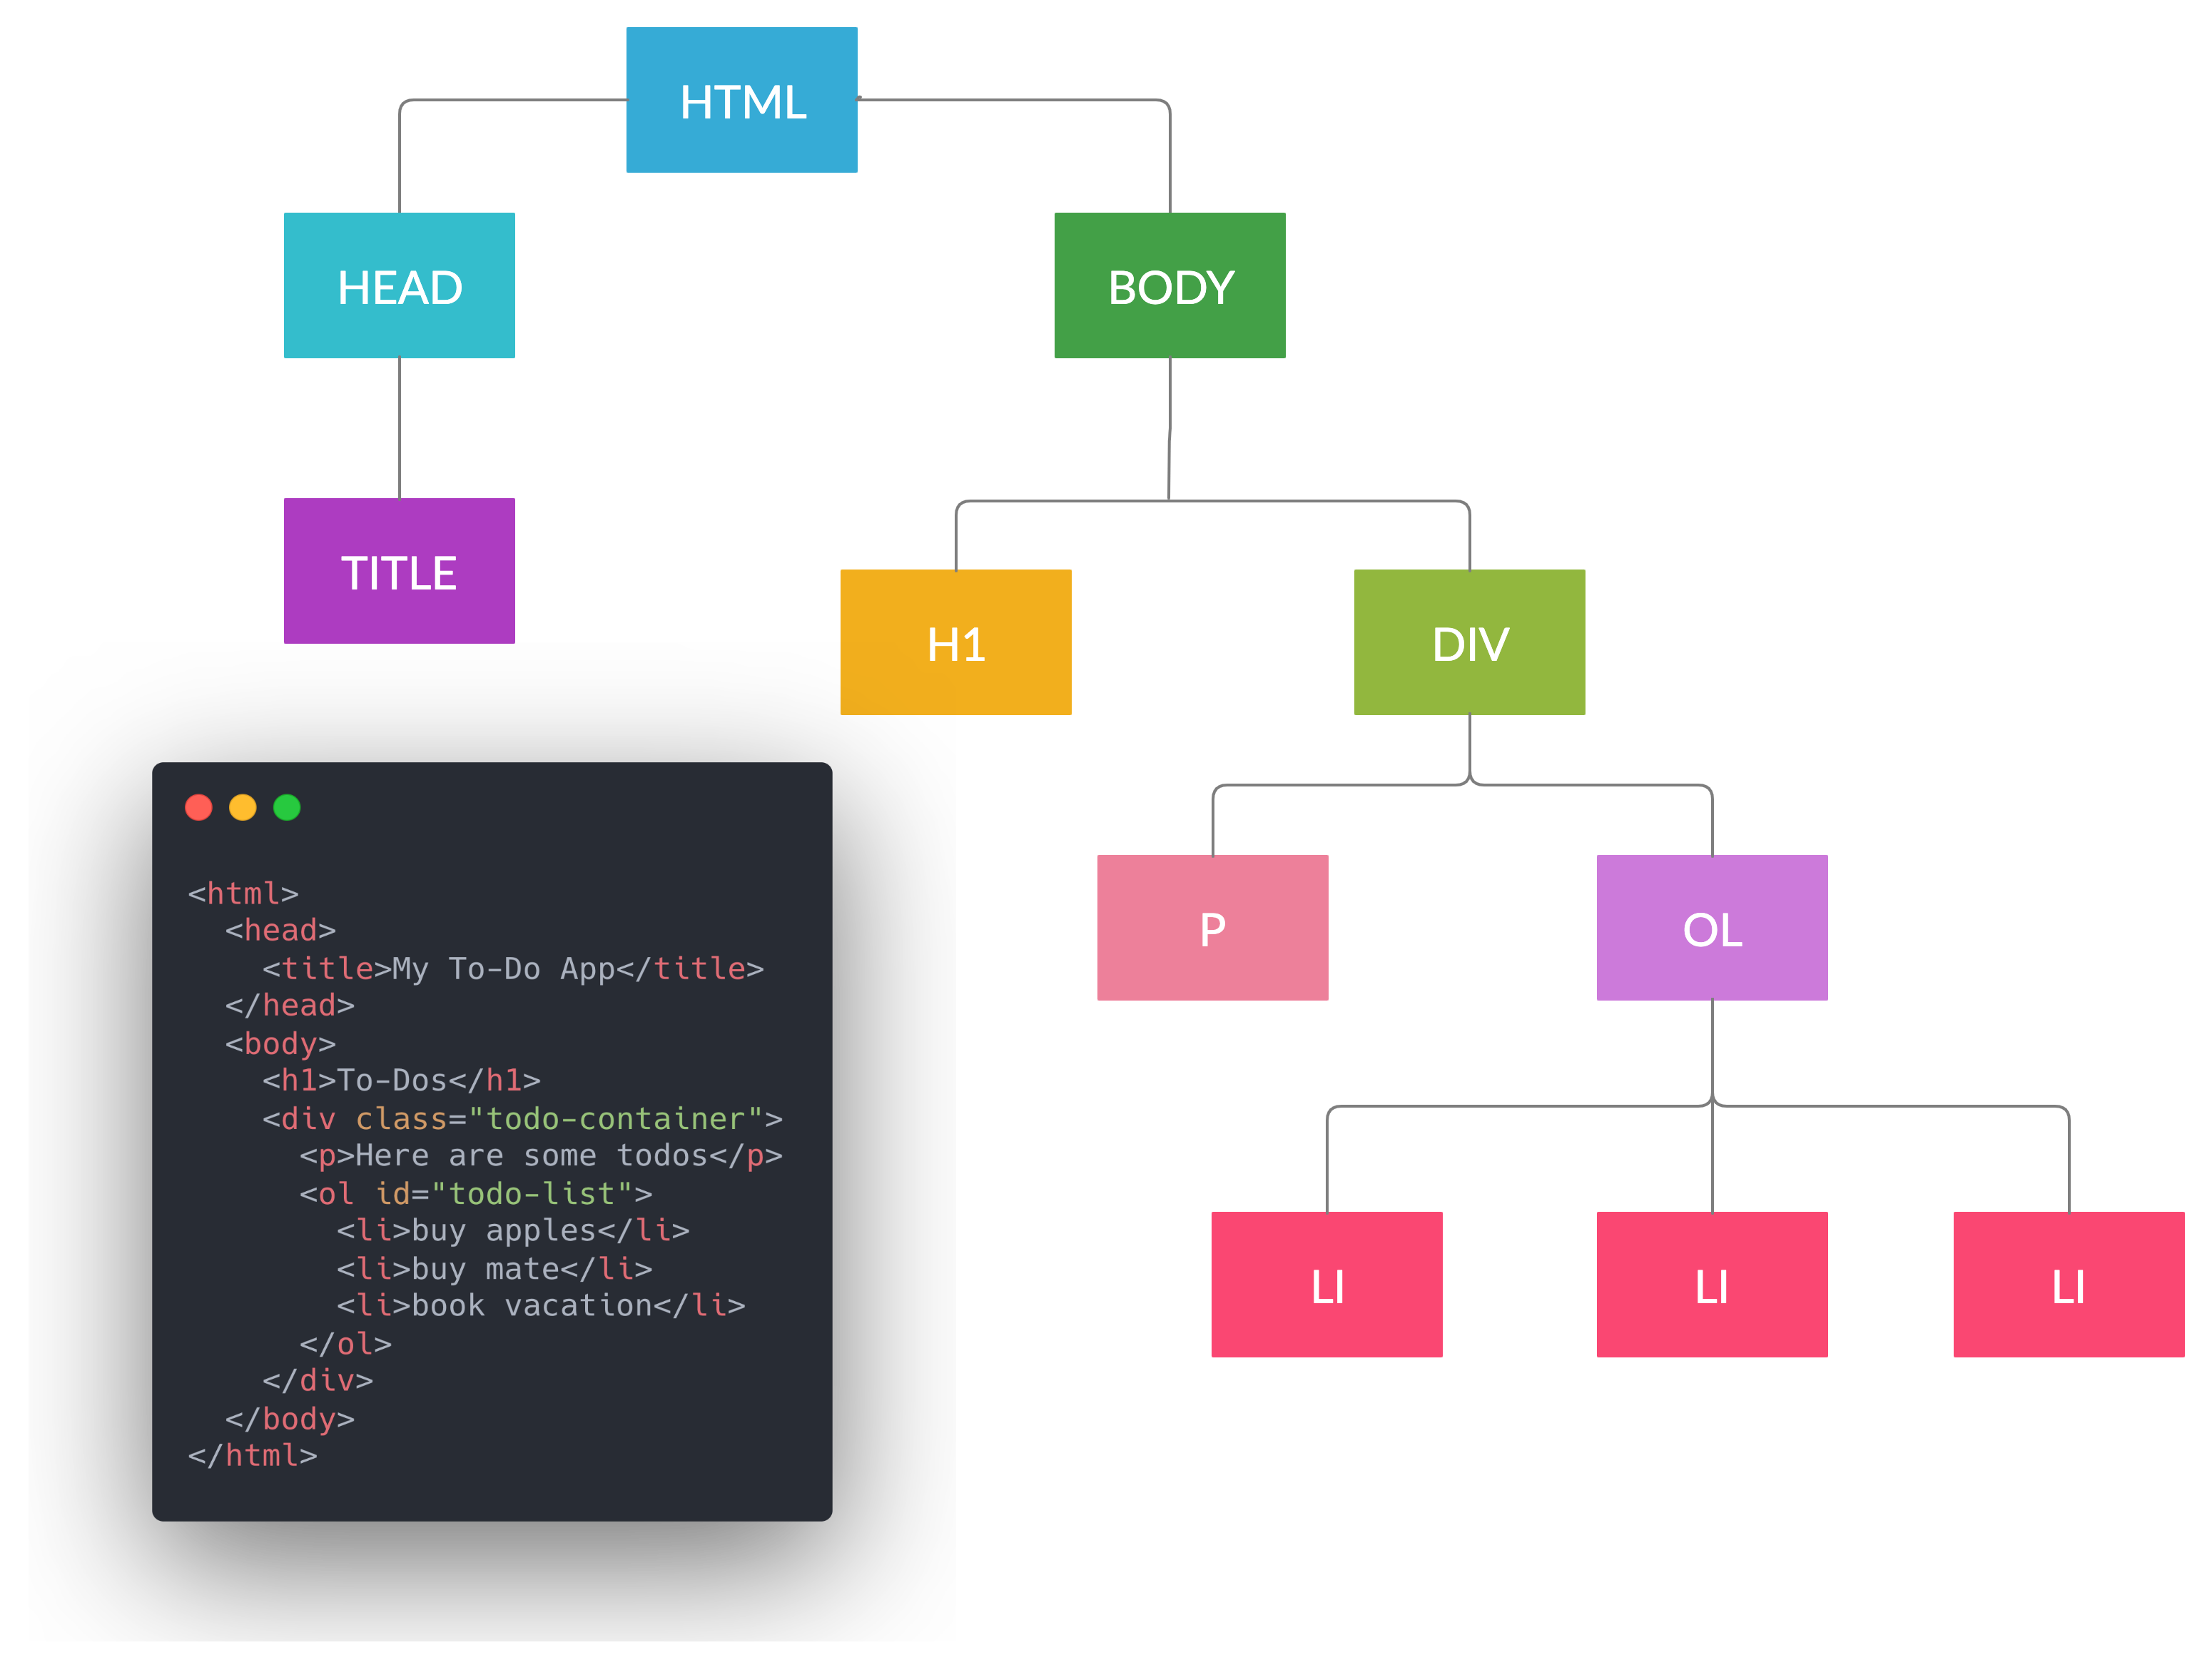 HTML
HEAD
BODY
TITLE
H1
DIV
P
OL
LI
LI
LI
<html>
  <head>
    <title>My To-Do App</title>
  </head>
  <body>
    <h1>To-Dos</h1>
    <div class="todo-container">
      <p>Here are some todos</p>
      <ol id="todo-list">
        <li>buy apples</li>
        <li>buy mate</li>
        <li>book vacation</li>
      </ol>
    </div>
  </body>
</html>